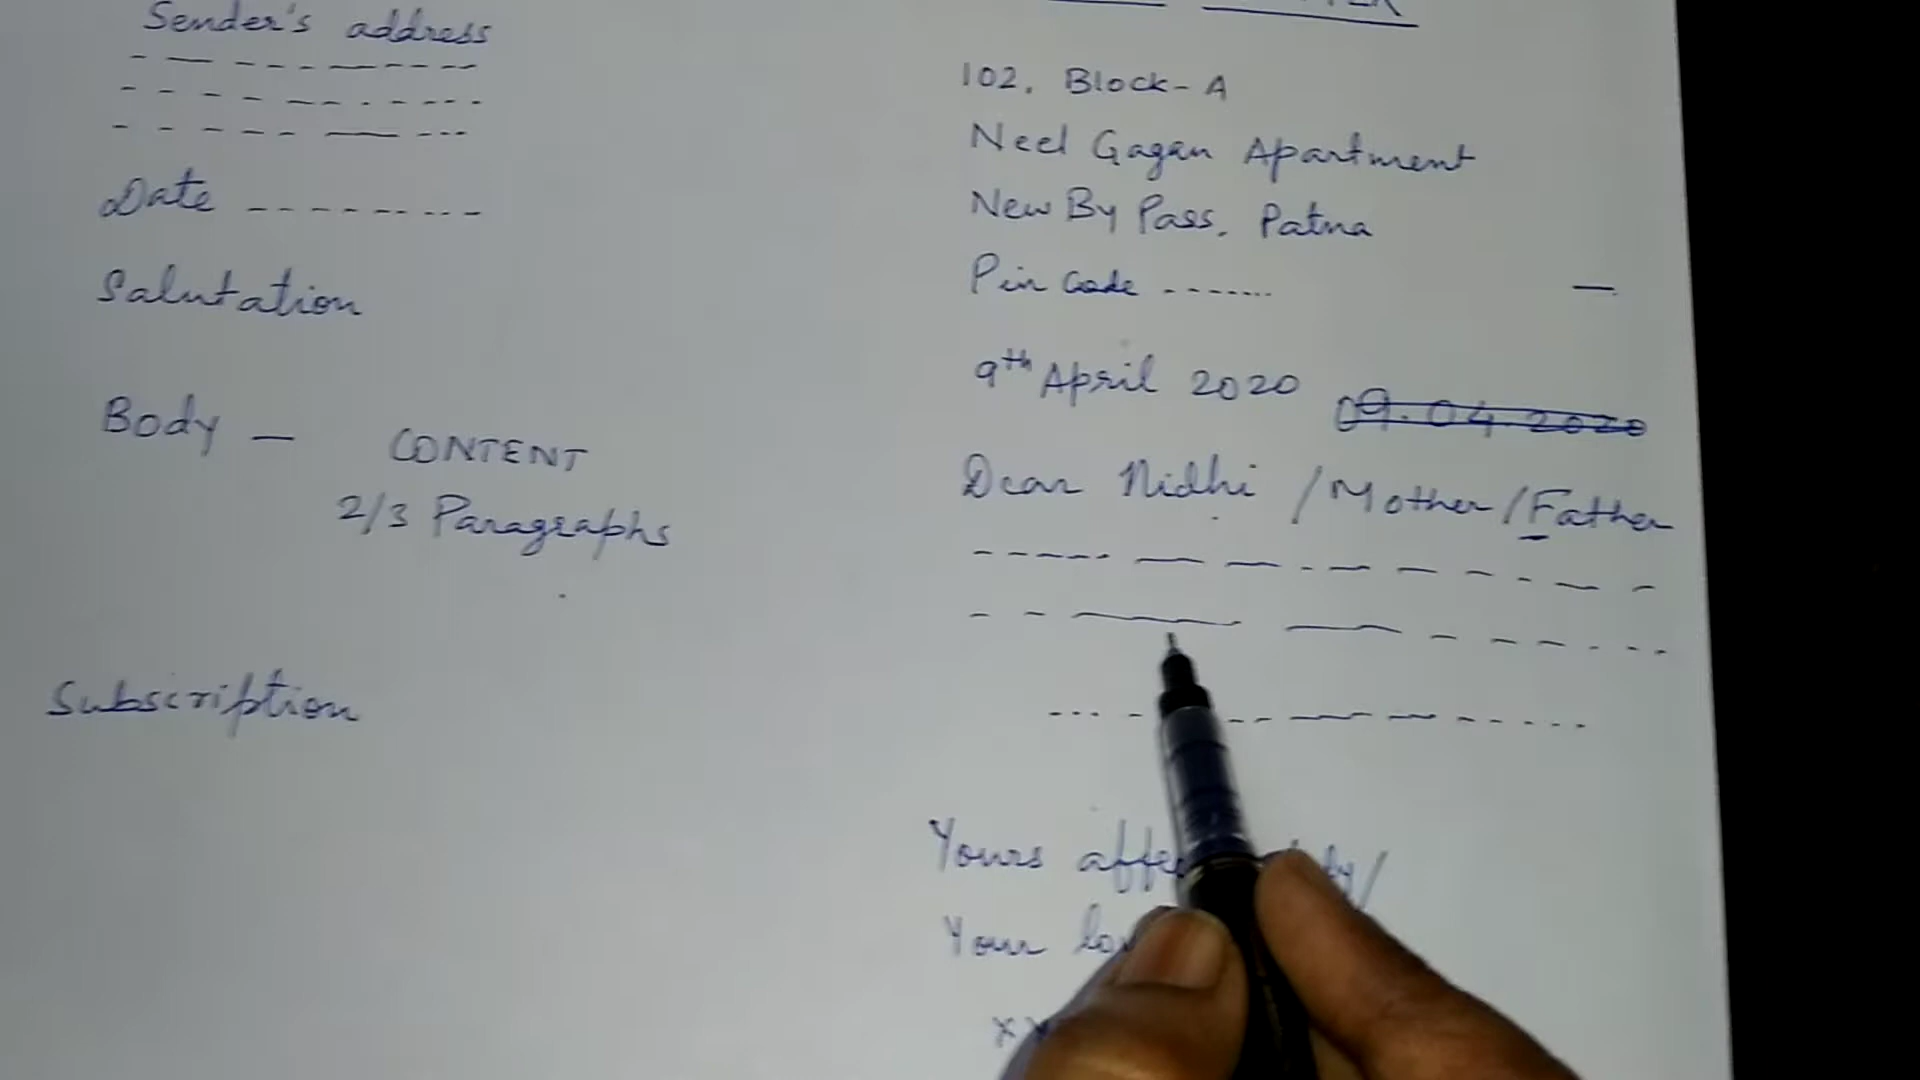 Sender's address
Date
Salutation
Body - CONTENT
2/3 Paragraphs
Subscription
102, Block-A
Neel Gagan Apartment
New By Pass, Patna
Pin Code
9th April 2020 09.04.2020
Dear Nidhi / Mother / Father
Yours
Your